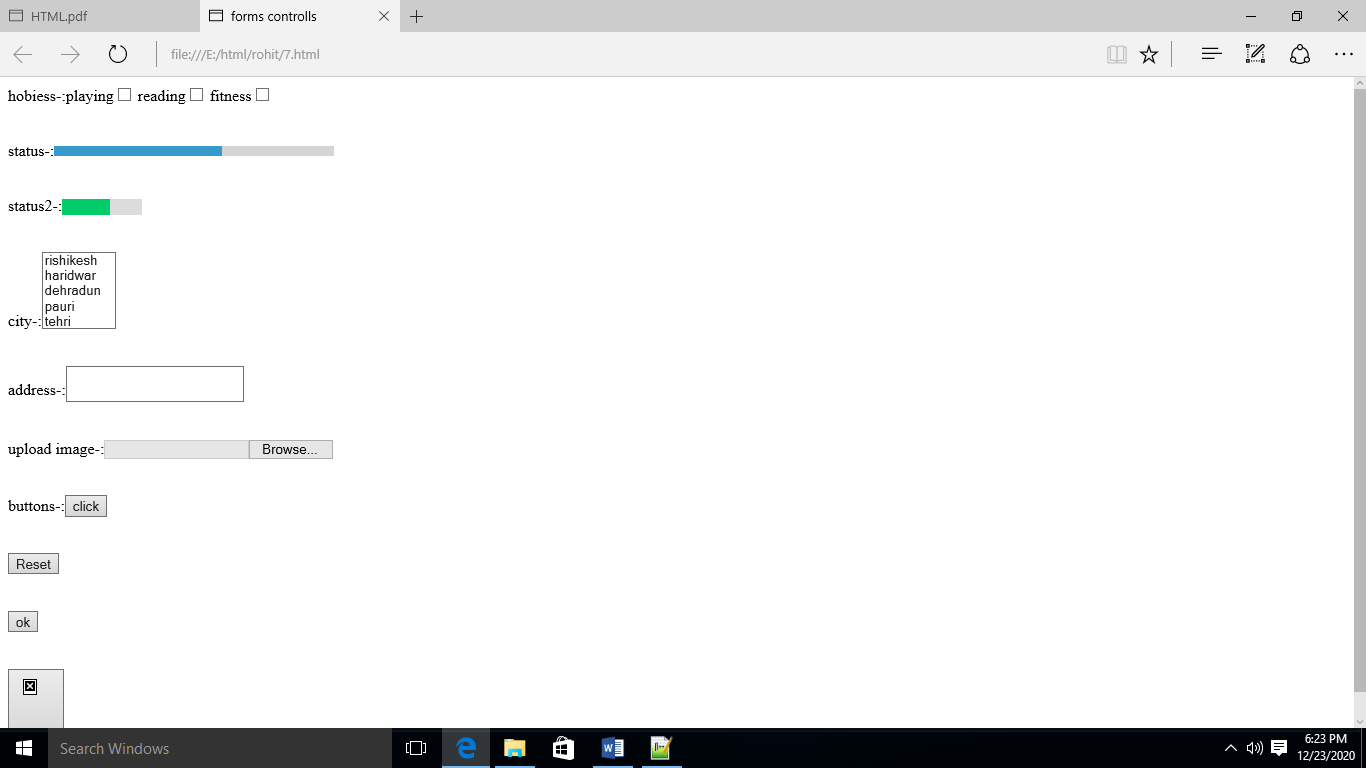 HTML.pdf
forms controlls
file:///E:/html/rohit/7.html
hobiess-:playing reading fitness
status-:
status2-:
rishikesh
haridwar
dehradun
pauri
city-: tehri
address-:
upload image-: Browse...
buttons-: click
Reset
ok
Search Windows
6:23 PM
12/23/2020